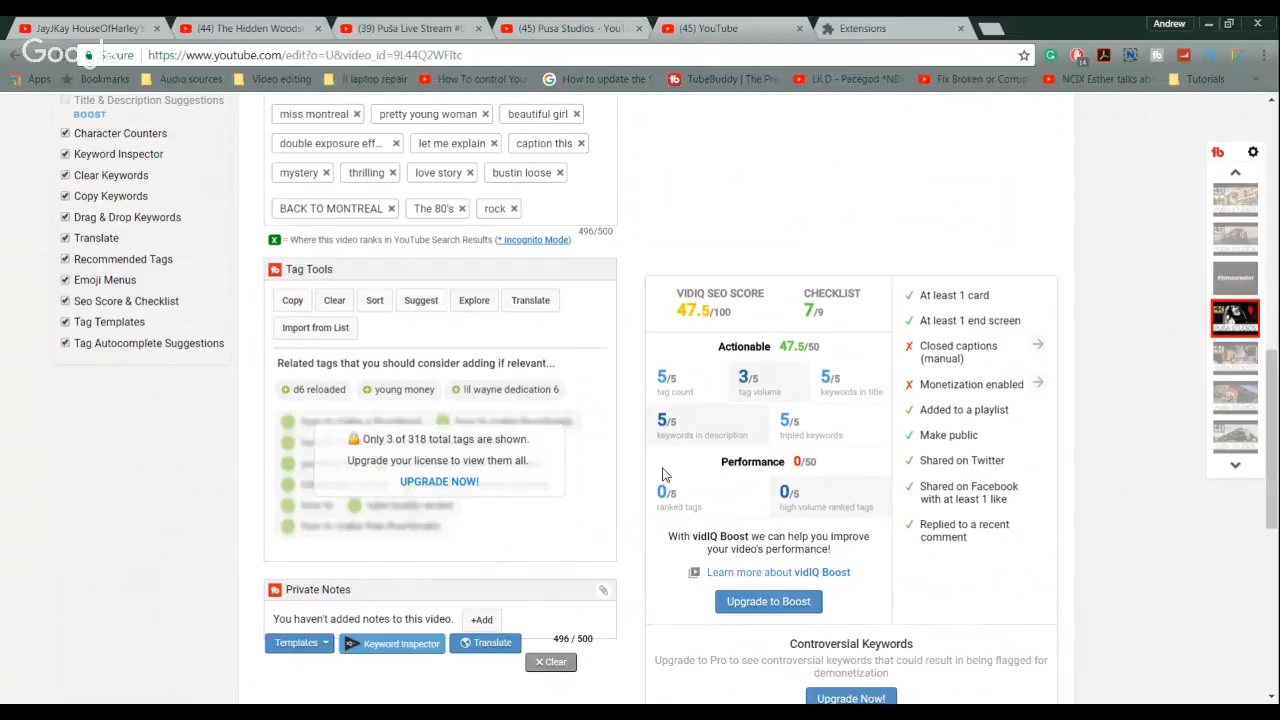 JayJKay HouseOfHarley's (44) The Hidden Woods (39) Puša Live Stream #D (45) Pusa Studios - YouT (45) YouTube Extensions Andrew
Secure https://www.youtube.com/edit?o=U&video_id=9L44Q2WFItc
Apps Bookmarks Audio sources Video editing II laptop repair How To control You How to update the f TubeBuddy | The Pre Lil D - Pacegod *ND Fix Broken or Corrup NCIX Esther talks ab Tutorials
Title & Description Suggestions
BOOST
Character Counters
Keyword Inspector
Clear Keywords
Copy Keywords
Drag & Drop Keywords
Translate
Recommended Tags
Emoji Menus
Seo Score & Checklist
Tag Templates
Tag Autocomplete Suggestions
miss montreal pretty young woman beautiful girl
double exposure eff... let me explain caption this
mystery thrilling love story bustin loose
BACK TO MONTREAL The 80's rock
496/500
X = Where this video ranks in YouTube Search Results (* Incognito Mode)
Tag Tools
Copy Clear Sort Suggest Explore Translate
Import from List
Related tags that you should consider adding if relevant...
d6 reloaded young money lil wayne dedication 6
Only 3 of 318 total tags are shown.
Upgrade your license to view them all.
UPGRADE NOW!
Private Notes
You haven't added notes to this video. +Add
Templates Keyword Inspector Translate 496 / 500
Clear
VIDIQ SEO SCORE CHECKLIST
47.5/100 7/9
Actionable 47.5/50
5/5 3/5 5/5
tag count tag volume keywords in title
5/5 5/5
keywords in description tripled keywords
Performance 0/50
0/5 0/5
ranked tags high volume ranked tags
With vidIQ Boost we can help you improve
your video's performance!
Learn more about vidIQ Boost
Upgrade to Boost
At least 1 card
At least 1 end screen
Closed captions
(manual)
Monetization enabled
Added to a playlist
Make public
Shared on Twitter
Shared on Facebook
with at least 1 like
Replied to a recent
comment
Controversial Keywords
Upgrade to Pro to see controversial keywords that could result in being flagged for
demonetization
Upgrade Now!